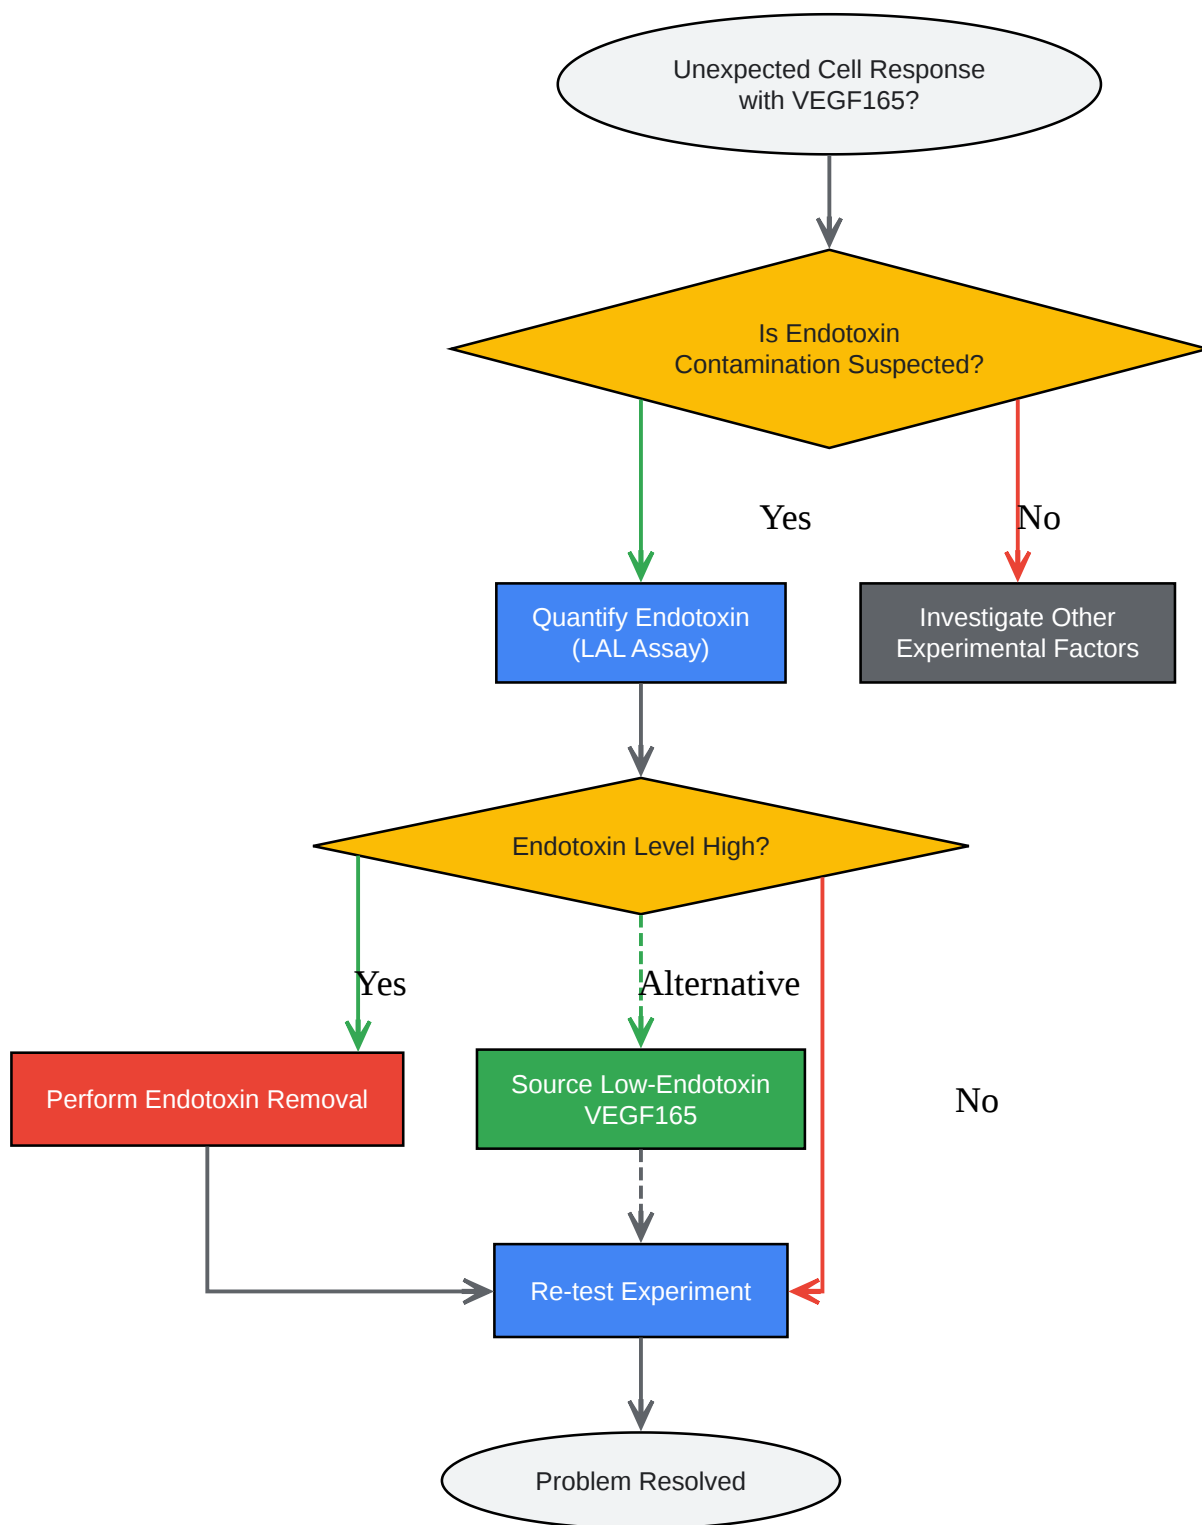 Unexpected Cell Response
with VEGF165?
Is Endotoxin
Contamination Suspected?
Yes
No
Quantify Endotoxin
(LAL Assay)
Investigate Other
Experimental Factors
Endotoxin Level High?
Yes
Alternative
Perform Endotoxin Removal
Source Low-Endotoxin
VEGF165
No
Re-test Experiment
Problem Resolved